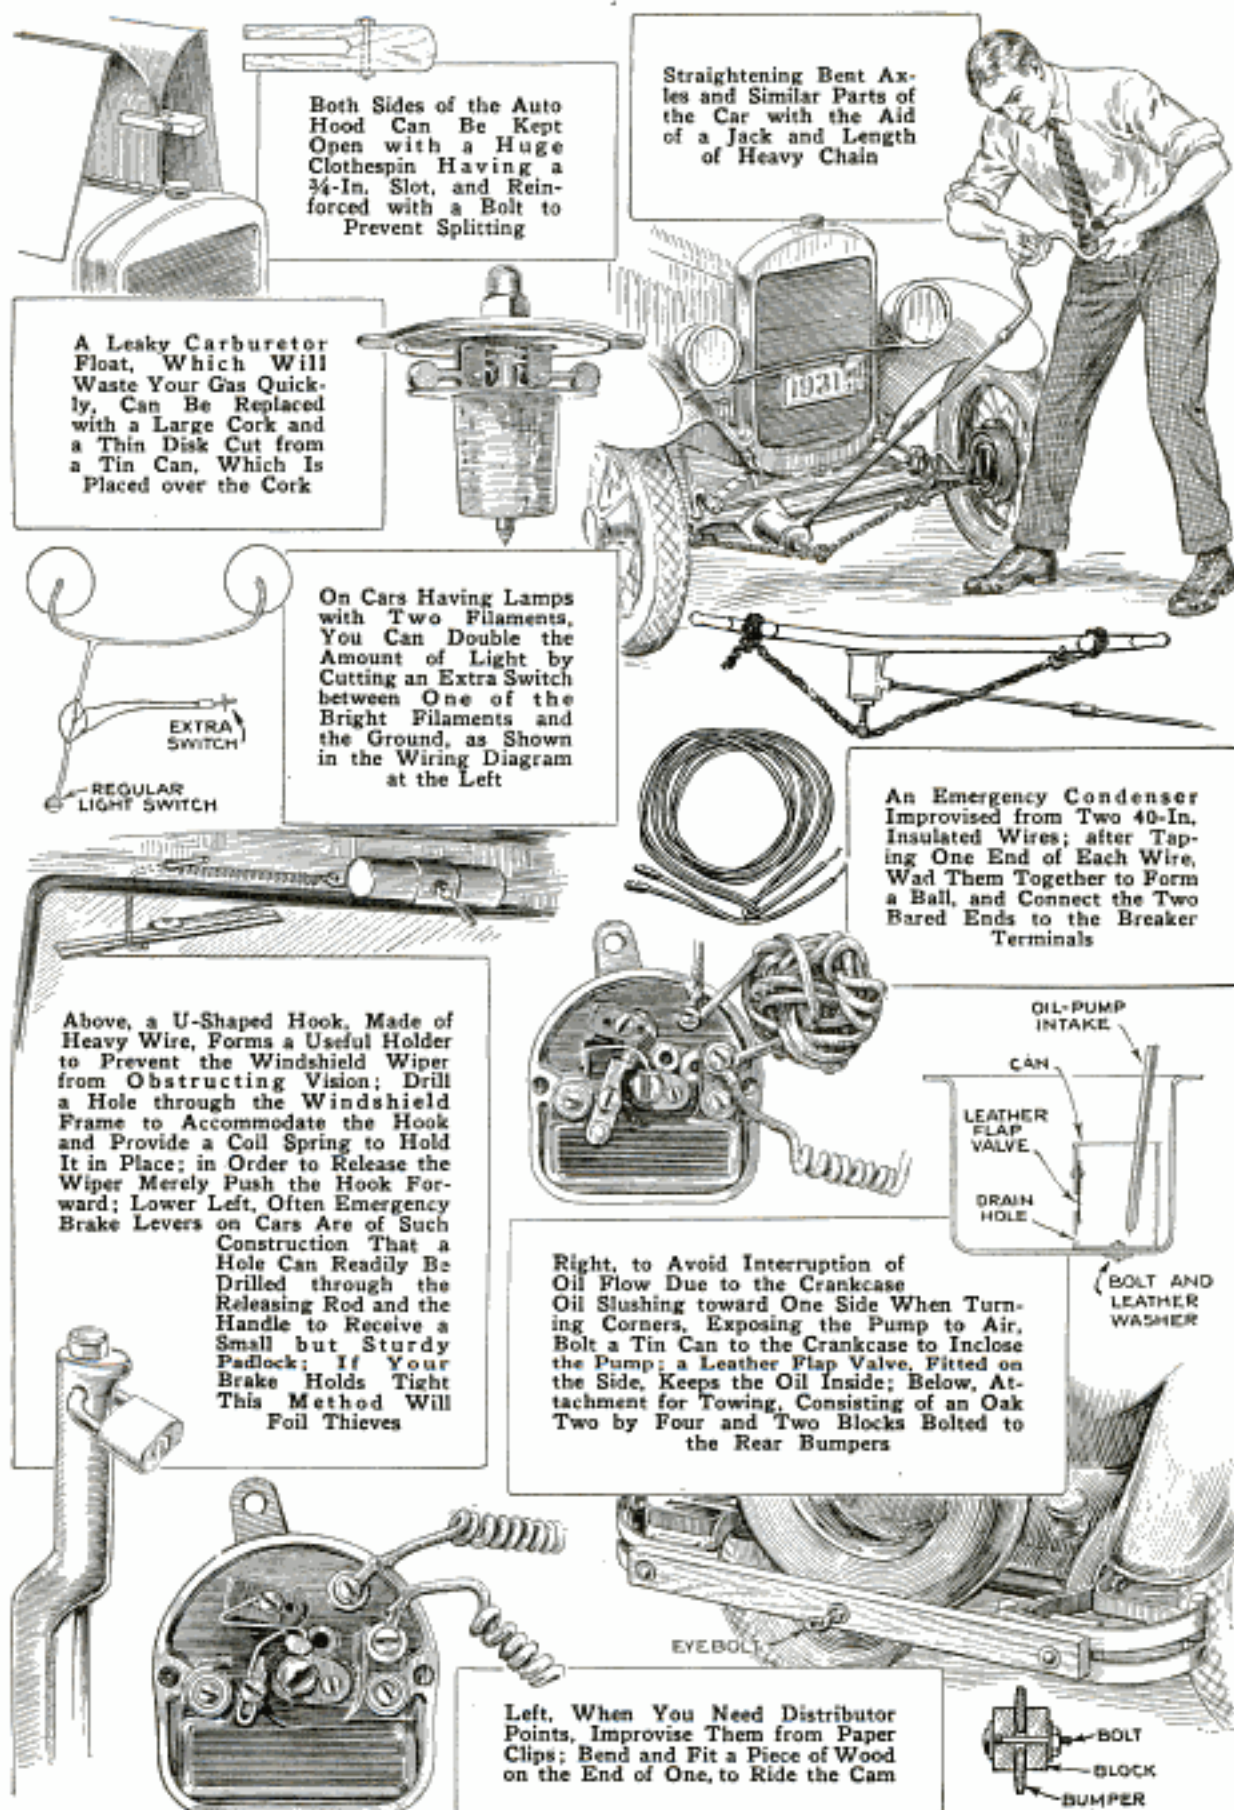 Both Sides of the Auto
Hood Can Be Kept
Open with a Huge
Clothespin Having a
¾-In. Slot, and Rein-
forced with a Bolt to
Prevent Splitting
Straightening Bent Ax-
les and Similar Parts of
the Car with the Aid
of a Jack and Length
of Heavy Chain
1931
A Leaky Carburetor
Float, Which Will
Waste Your Gas Quick-
ly, Can Be Replaced
with a Large Cork and
a Thin Disk Cut from
a Tin Can, Which Is
Placed over the Cork
On Cars Having Lamps
with Two Filaments,
You Can Double the
Amount of Light by
Cutting an Extra Switch
between One of the
Bright Filaments and
the Ground, as Shown
in the Wiring Diagram
at the Left
EXTRA
SWITCH
REGULAR
LIGHT SWITCH
An Emergency Condenser
Improvised from Two 40-In.
Insulated Wires; after Tap-
ing One End of Each Wire,
Wad Them Together to Form
a Ball, and Connect the Two
Bared Ends to the Breaker
Terminals
Above, a U-Shaped Hook, Made of
Heavy Wire, Forms a Useful Holder
to Prevent the Windshield Wiper
from Obstructing Vision; Drill
a Hole through the Windshield
Frame to Accommodate the Hook
and Provide a Coil Spring to Hold
It in Place; in Order to Release the
Wiper Merely Push the Hook For-
ward; Lower Left, Often Emergency
Brake Levers on Cars Are of Such
Construction That a
Hole Can Readily Be
Drilled through the
Releasing Rod and the
Handle to Receive a
Small but Sturdy
Padlock; If Your
Brake Holds Tight
This Method Will
Foil Thieves
OIL-PUMP
INTAKE
CAN
LEATHER
FLAP
VALVE
DRAIN
HOLE
BOLT AND
LEATHER
WASHER
Right, to Avoid Interruption of
Oil Flow Due to the Crankcase
Oil Slushing toward One Side When Turn-
ing Corners, Exposing the Pump to Air,
Bolt a Tin Can to the Crankcase to Inclose
the Pump; a Leather Flap Valve, Fitted on
the Side, Keeps the Oil Inside; Below, At-
tachment for Towing, Consisting of an Oak
Two by Four and Two Blocks Bolted to
the Rear Bumpers
EYEBOLT
Left, When You Need Distributor
Points, Improvise Them from Paper
Clips; Bend and Fit a Piece of Wood
on the End of One, to Ride the Cam
BOLT
BLOCK
BUMPER